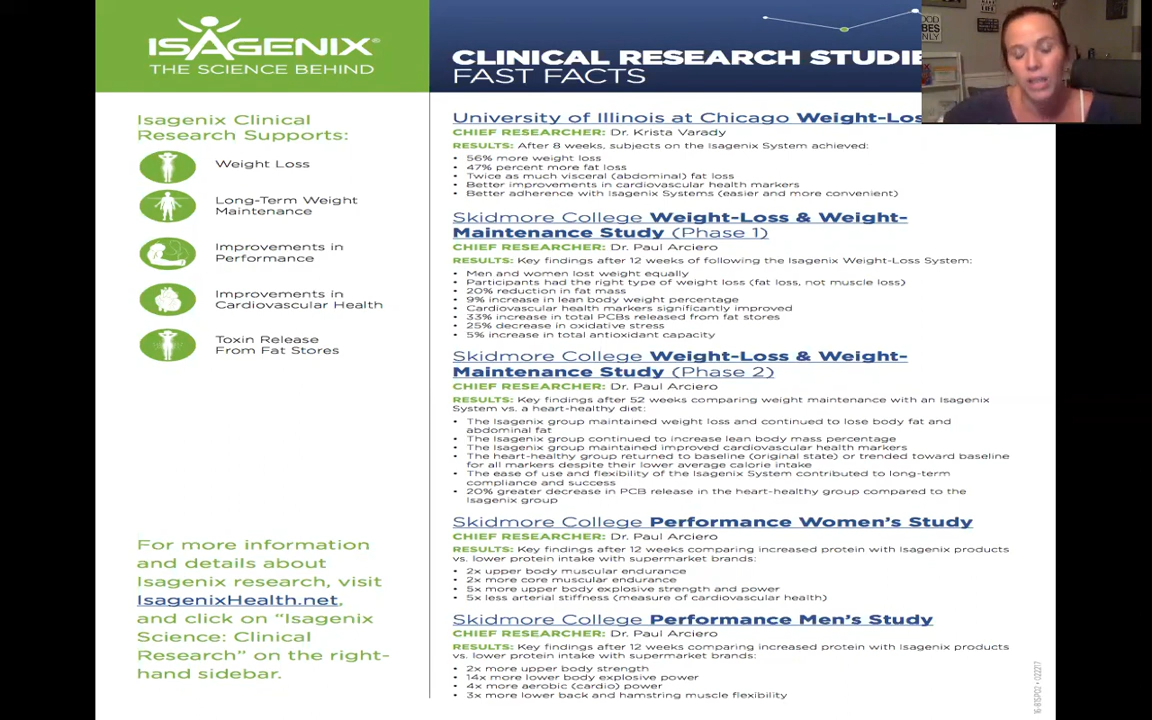 ISAGENIX®
THE SCIENCE BEHIND
CLINICAL RESEARCH STUDIE
FAST FACTS
Isagenix Clinical
Research Supports:
Weight Loss
Long-Term Weight
Maintenance
Improvements in
Performance
Improvements in
Cardiovascular Health
Toxin Release
From Fat Stores
For more information
and details about
Isagenix research, visit
IsagenixHealth.net,
and click on “Isagenix
Science: Clinical
Research” on the right-
hand sidebar.
University of Illinois at Chicago Weight-Los
CHIEF RESEARCHER: Dr. Krista Varady
RESULTS: After 8 weeks, subjects on the Isagenix System achieved:
• 56% more weight loss
• 47% percent more fat loss
• Twice as much visceral (abdominal) fat loss
• Better improvements in cardiovascular health markers
• Better adherence with Isagenix Systems (easier and more convenient)
Skidmore College Weight-Loss & Weight-
Maintenance Study (Phase 1)
CHIEF RESEARCHER: Dr. Paul Arciero
RESULTS: Key findings after 12 weeks of following the Isagenix Weight-Loss System:
• Men and women lost weight equally
• Participants had the right type of weight loss (fat loss, not muscle loss)
• 20% reduction in fat mass
• 9% increase in lean body weight percentage
• Cardiovascular health markers significantly improved
• 33% increase in total PCBs released from fat stores
• 25% decrease in oxidative stress
• 5% increase in total antioxidant capacity
Skidmore College Weight-Loss & Weight-
Maintenance Study (Phase 2)
CHIEF RESEARCHER: Dr. Paul Arciero
RESULTS: Key findings after 52 weeks comparing weight maintenance with an Isagenix
System vs. a heart-healthy diet:
• The Isagenix group maintained weight loss and continued to lose body fat and
abdominal fat
• The Isagenix group continued to increase lean body mass percentage
• The Isagenix group maintained improved cardiovascular health markers
• The heart-healthy group returned to baseline (original state) or trended toward baseline
for all markers despite their lower average calorie intake
• The ease of use and flexibility of the Isagenix System contributed to long-term
compliance and success
• 20% greater decrease in PCB release in the heart-healthy group compared to the
Isagenix group
Skidmore College Performance Women's Study
CHIEF RESEARCHER: Dr. Paul Arciero
RESULTS: Key findings after 12 weeks comparing increased protein with Isagenix products
vs. lower protein intake with supermarket brands:
• 2x upper body muscular endurance
• 2x more core muscular endurance
• 5x more upper body explosive strength and power
• 5x less arterial stiffness (measure of cardiovascular health)
Skidmore College Performance Men's Study
CHIEF RESEARCHER: Dr. Paul Arciero
RESULTS: Key findings after 12 weeks comparing increased protein with Isagenix products
vs. lower protein intake with supermarket brands:
• 2x more upper body strength
• 14x more lower body explosive power
• 4x more aerobic (cardio) power
• 3x more lower back and hamstring muscle flexibility